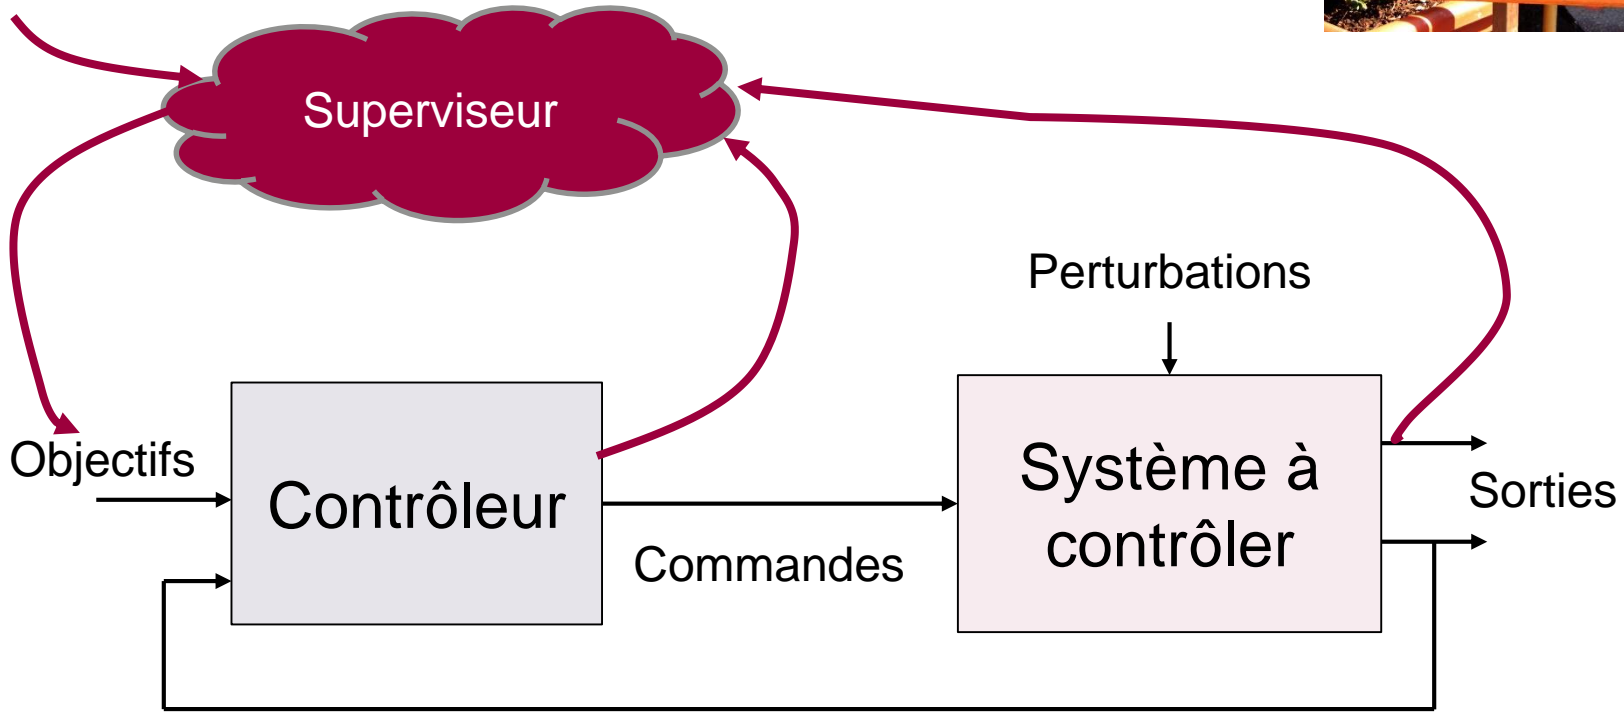 Superviseur
Perturbations
Objectifs
Contrôleur
Système à
contrôler
Sorties
Commandes